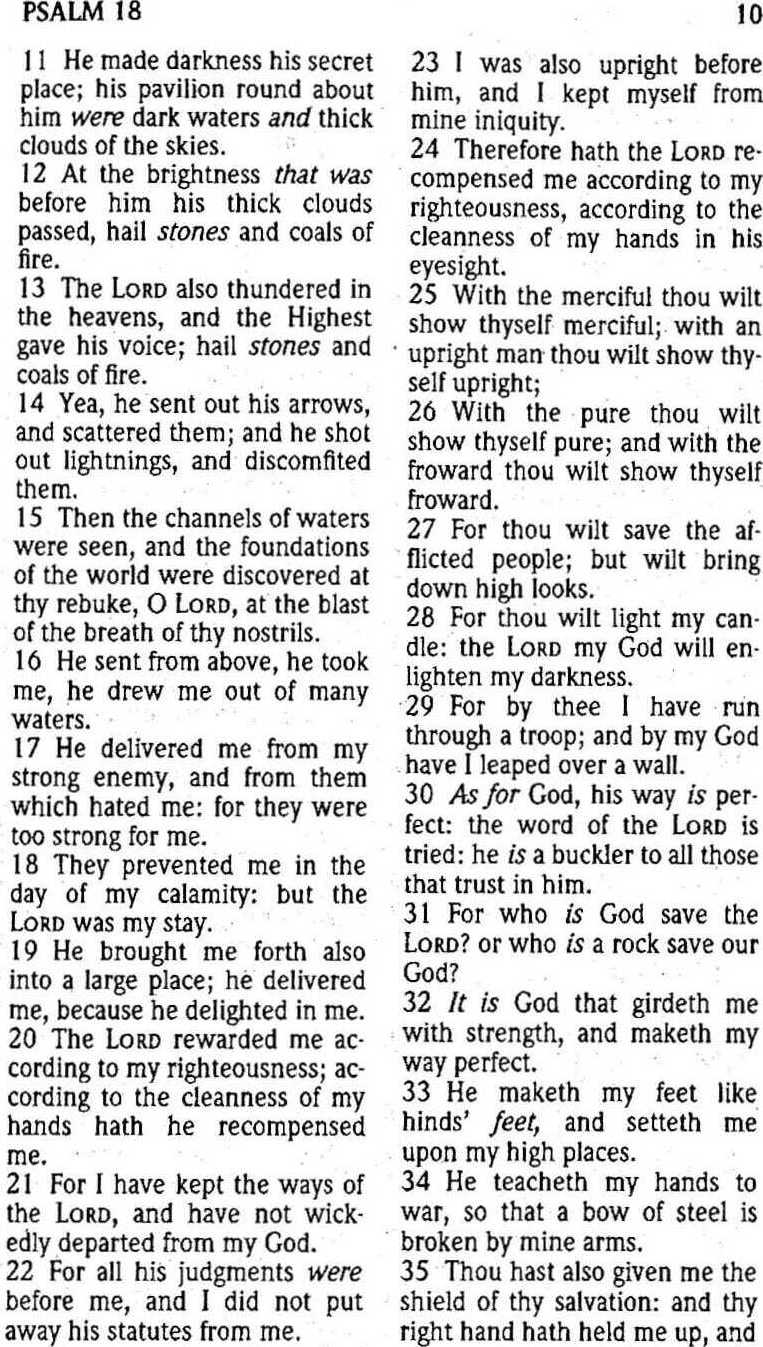 PSALM 18
10
11 He made darkness his secret
place; his pavilion round about
him were dark waters and thick
clouds of the skies.
12 At the brightness that was
before him his thick clouds
passed, hail stones and coals of
fire.
13 The LORD also thundered in
the heavens, and the Highest
gave his voice; hail stones and
coals of fire.
14 Yea, he sent out his arrows,
and scattered them; and he shot
out lightnings, and discomfited
them.
15 Then the channels of waters
were seen, and the foundations
of the world were discovered at
thy rebuke, O LORD, at the blast
of the breath of thy nostrils.
16 He sent from above, he took
me, he drew me out of many
waters.
17 He delivered me from my
strong enemy, and from them
which hated me: for they were
too strong for me.
18 They prevented me in the
day of my calamity: but the
LORD was my stay.
19 He brought me forth also
into a large place; he delivered
me, because he delighted in me.
20 The LORD rewarded me ac-
cording to my righteousness; ac-
cording to the cleanness of my
hands hath he recompensed
me.
21 For I have kept the ways of
the LORD, and have not wick-
edly departed from my God.
22 For all his judgments were
before me, and I did not put
away his statutes from me.
23 I was also upright before
him, and I kept myself from
mine iniquity.
24 Therefore hath the LORD re-
compensed me according to my
righteousness, according to the
cleanness of my hands in his
eyesight.
25 With the merciful thou wilt
show thyself merciful; with an
upright man thou wilt show thy-
self upright;
26 With the pure thou wilt
show thyself pure; and with the
froward thou wilt show thyself
froward.
27 For thou wilt save the af-
flicted people; but wilt bring
down high looks.
28 For thou wilt light my can-
dle: the LORD my God will en-
lighten my darkness.
29 For by thee I have run
through a troop; and by my God
have I leaped over a wall.
30 As for God, his way is per-
fect: the word of the LORD is
tried: he is a buckler to all those
that trust in him.
31 For who is God save the
LORD? or who is a rock save our
God?
32 It is God that girdeth me
with strength, and maketh my
way perfect.
33 He maketh my feet like
hinds' feet, and setteth me
upon my high places.
34 He teacheth my hands to
war, so that a bow of steel is
broken by mine arms.
35 Thou hast also given me the
shield of thy salvation: and thy
right hand hath held me up, and